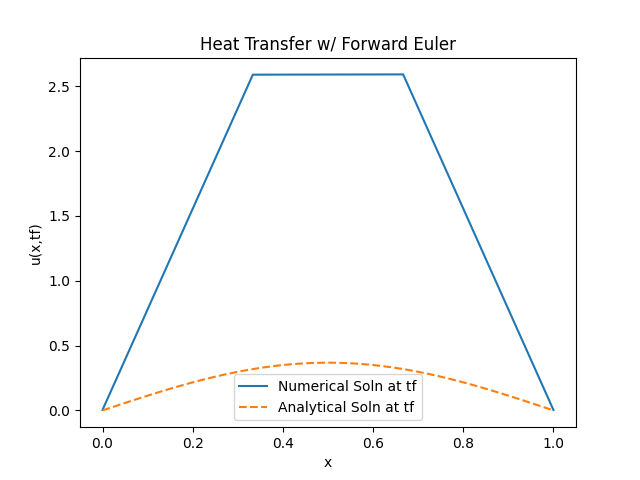 Heat Transfer w/ Forward Euler
2.5
2.0
1.5
1.0
0.5
0.0
u(x,tf)
Numerical Soln at tf
Analytical Soln at tf
0.0 0.2 0.4 0.6 0.8 1.0
x